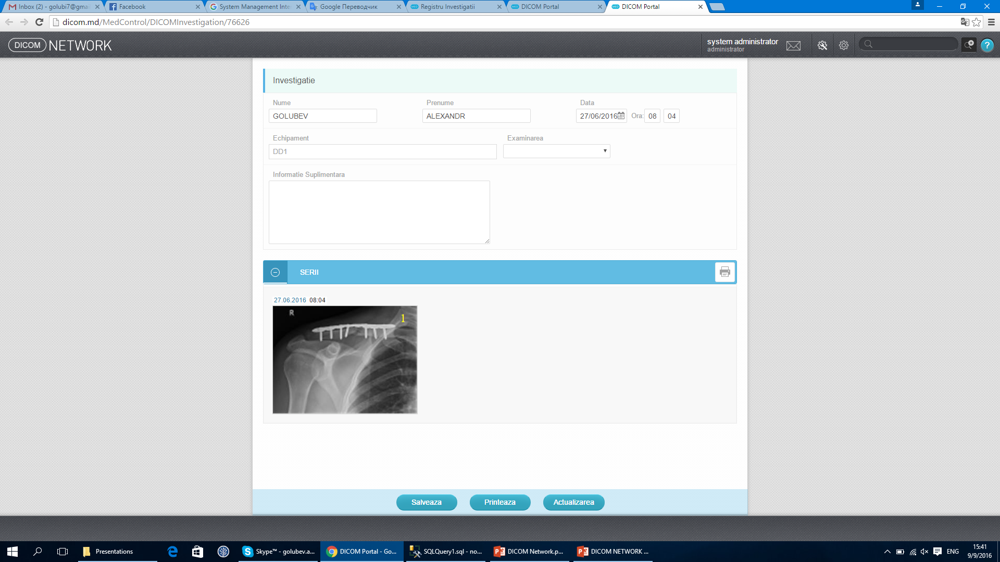 Inbox (2) - golubi7@gmai
Facebook
System Management Inte
Google Переводчик
Registru Investigatii
DICOM Portal
DICOM Portal
dicom.md/MedControl/DICOMInvestigation/76626
DICOM NETWORK
system administrator
administrator
?
Investigatie
Nume
Prenume
Data
GOLUBEV
ALEXANDR
27/06/2016
Ora:
08
04
Echipament
Examinarea
DD1
Informatie Suplimentara
SERII
27.06.2016 08:04
R
1
Salveaza
Printeaza
Actualizarea
Presentations
Skype™ - golubev.a...
DICOM Portal - Go...
SQLQuery1.sql - no...
DICOM Network.p...
DICOM NETWORK ...
ENG
15:41
9/9/2016